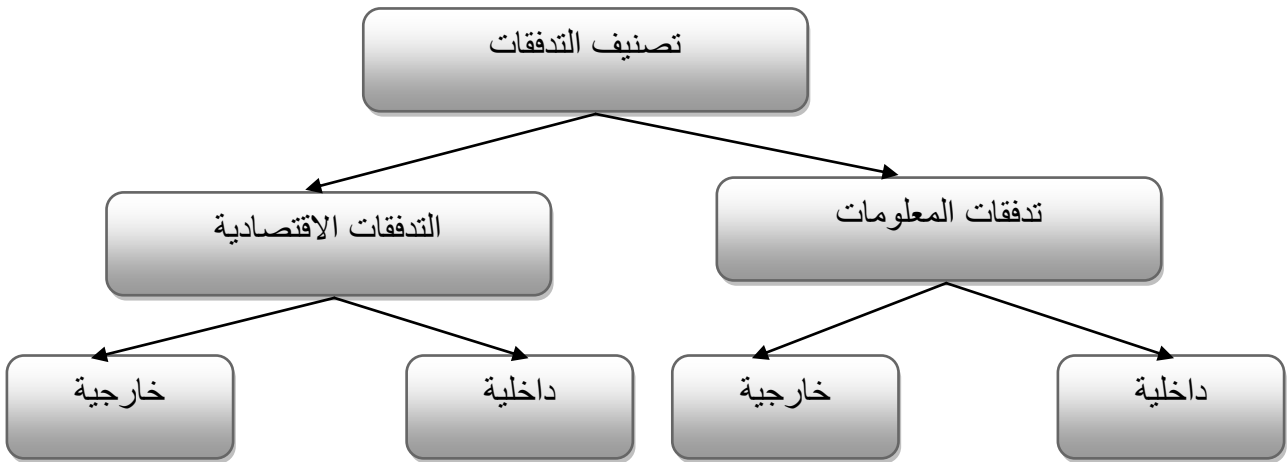 تصنيف التدفقات
تدفقات المعلومات
التدفقات الاقتصادية
داخلية
خارجية
داخلية
خارجية